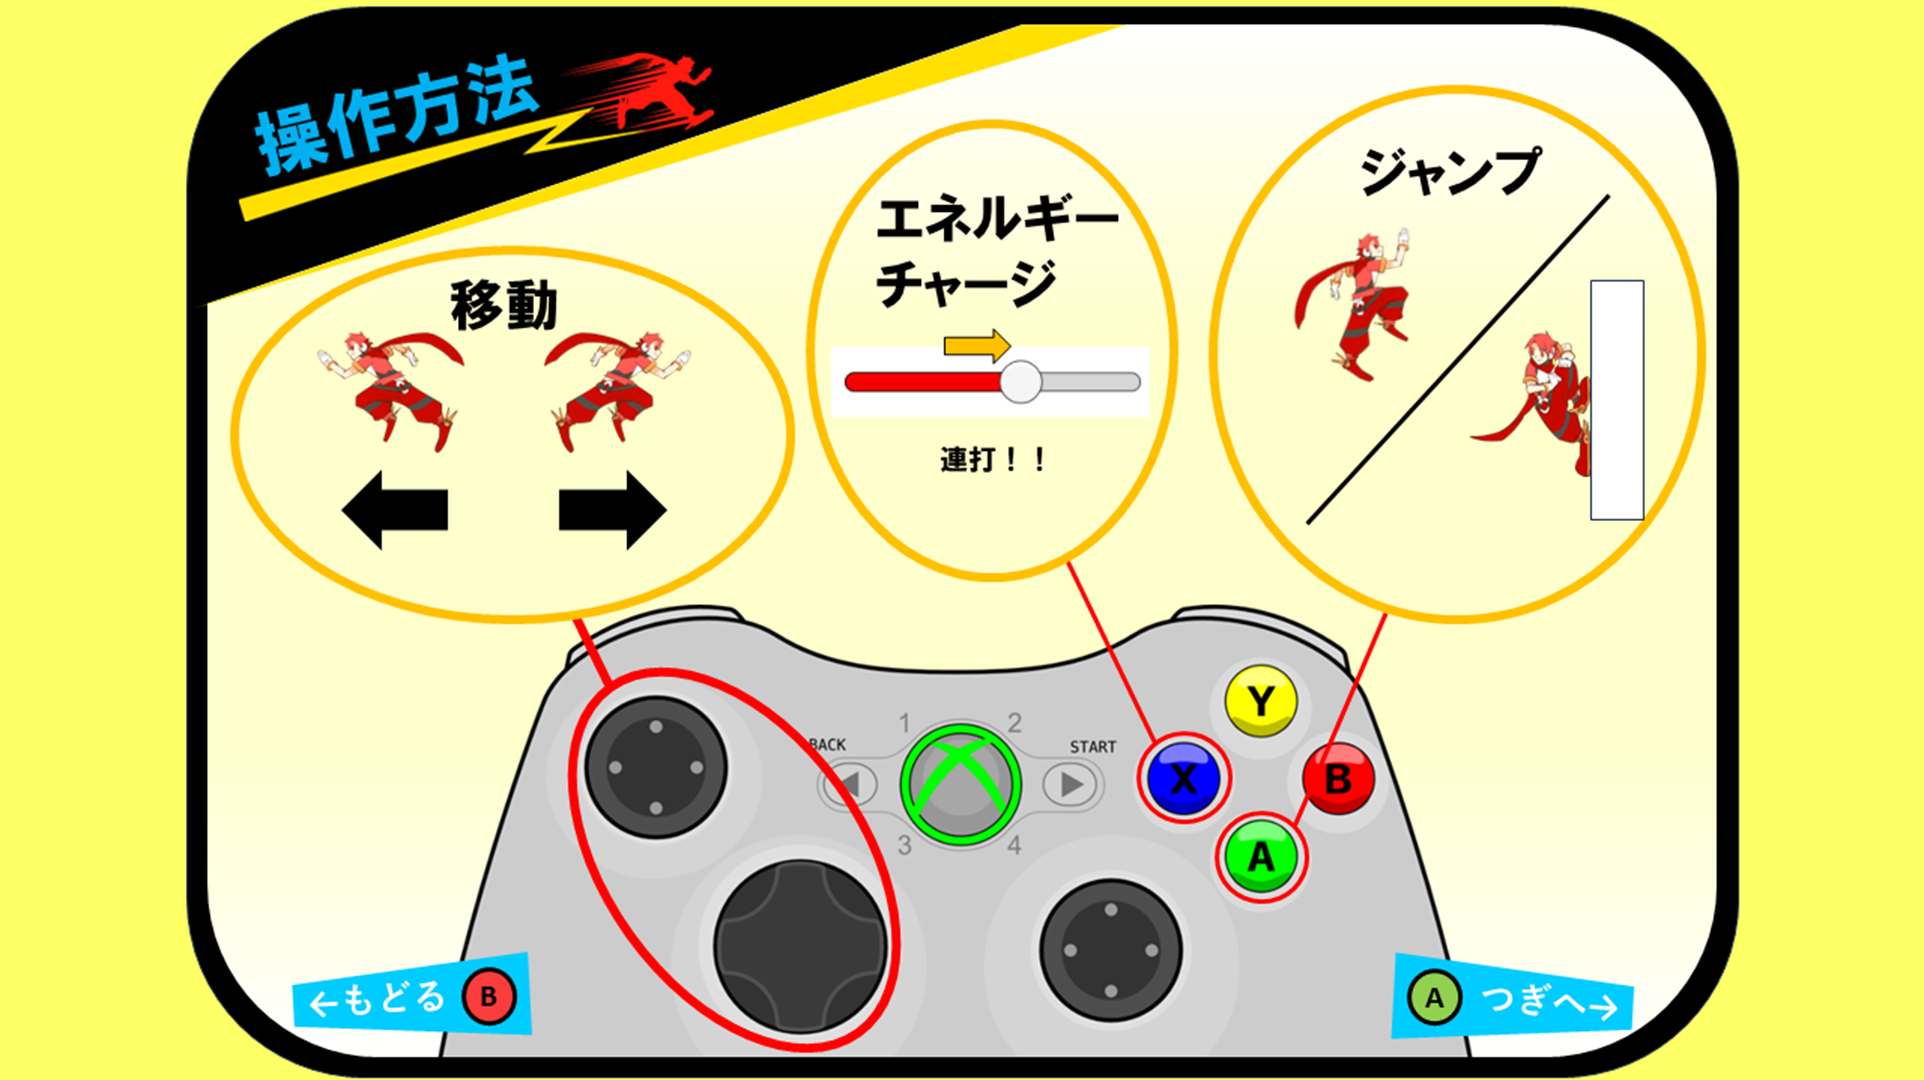 操作方法
移動
エネルギー
チャージ
連打！！
ジャンプ
1
2
BACK
START
3
4
Y
X
B
A
←もどる B
A つぎへ→